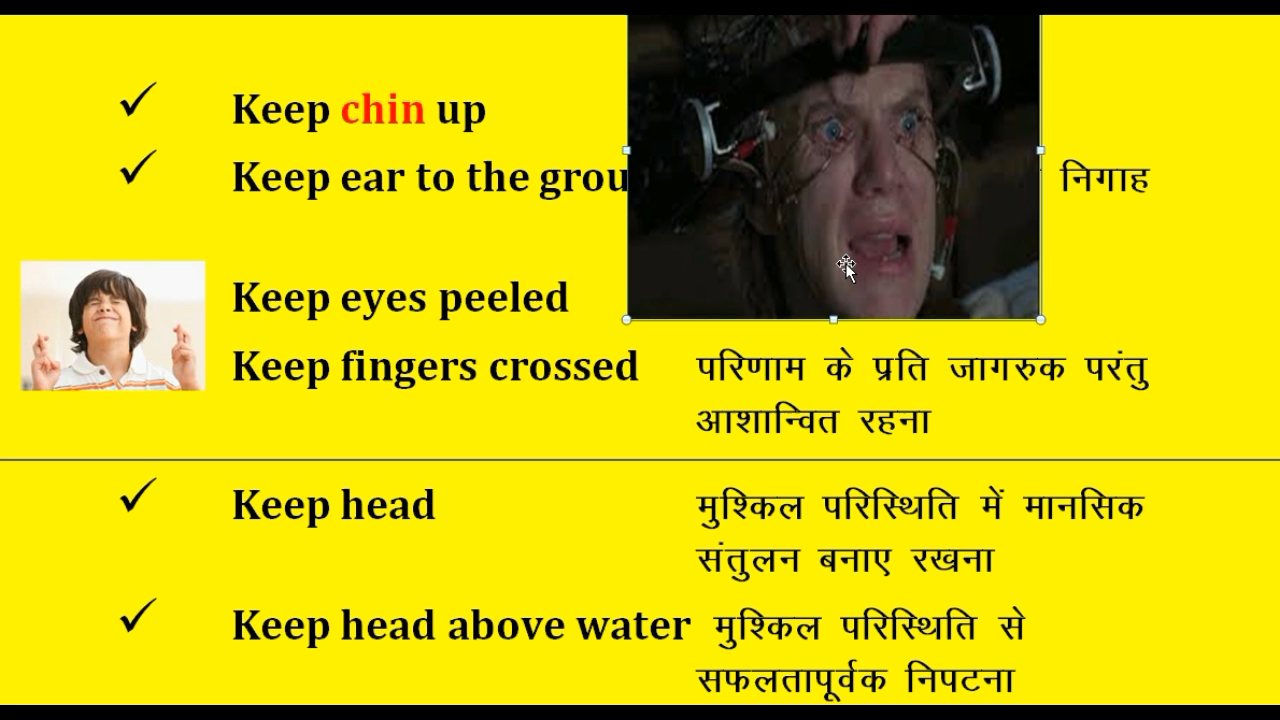 Keep chin up
Keep ear to the grou निगाह
Keep eyes peeled
Keep fingers crossed परिणाम के प्रति जागरुक परंतु
आशान्वित रहना
Keep head मुश्किल परिस्थिति में मानसिक
संतुलन बनाए रखना
Keep head above water मुश्किल परिस्थिति से
सफलतापूर्वक निपटना